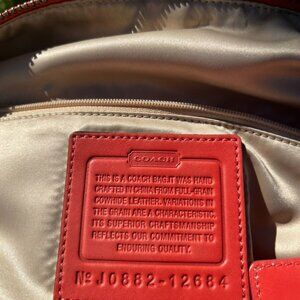 COACH
THIS IS A COACH BAG.IT WAS HAND
CRAFTED IN CHINA FROM FULL-GRAIN
COWHIDE LEATHER. VARIATIONS IN
THE GRAIN ARE A CHARACTERISTIC.
ITS SUPERIOR CRAFTSMANSHIP
REFLECTS OUR COMMITMENT TO
ENDURING QUALITY.
Nº J0882-12684